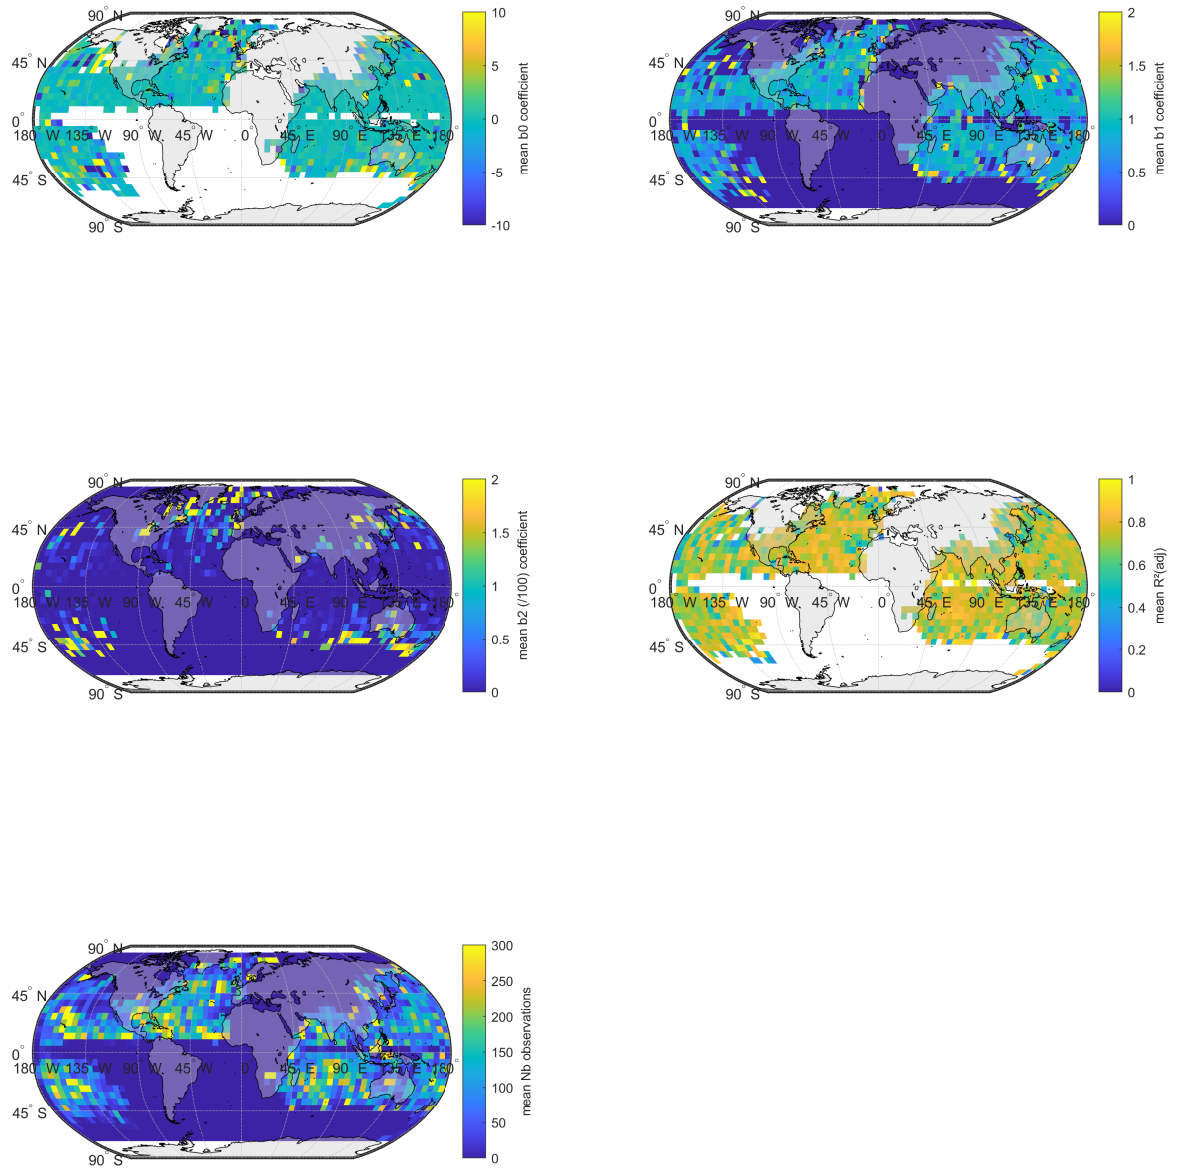 90° N
45° N
0°
180° W 135° W 90° W 45° W 0° 45° E 90° E 135° E 180°
45° S
90° S
10
5
0
-5
-10
mean b0 coefficient
90° N
45° N
0°
180° W 135° W 90° W 45° W 0° 45° E 90° E 135° E 180°
45° S
90° S
2
1.5
1
0.5
0
mean b1 coefficient
90° N
45° N
0°
180° W 135° W 90° W 45° W 0° 45° E 90° E 135° E 180°
45° S
90° S
2
1.5
1
0.5
0
mean b2 (/100) coefficient
90° N
45° N
0°
180° W 135° W 90° W 45° W 0° 45° E 90° E 135° E 180°
45° S
90° S
1
0.8
0.6
0.4
0.2
0
mean R²(adj)
90° N
45° N
0°
180° W 135° W 90° W 45° W 0° 45° E 90° E 135° E 180°
45° S
90° S
300
250
200
150
100
50
0
mean Nb observations